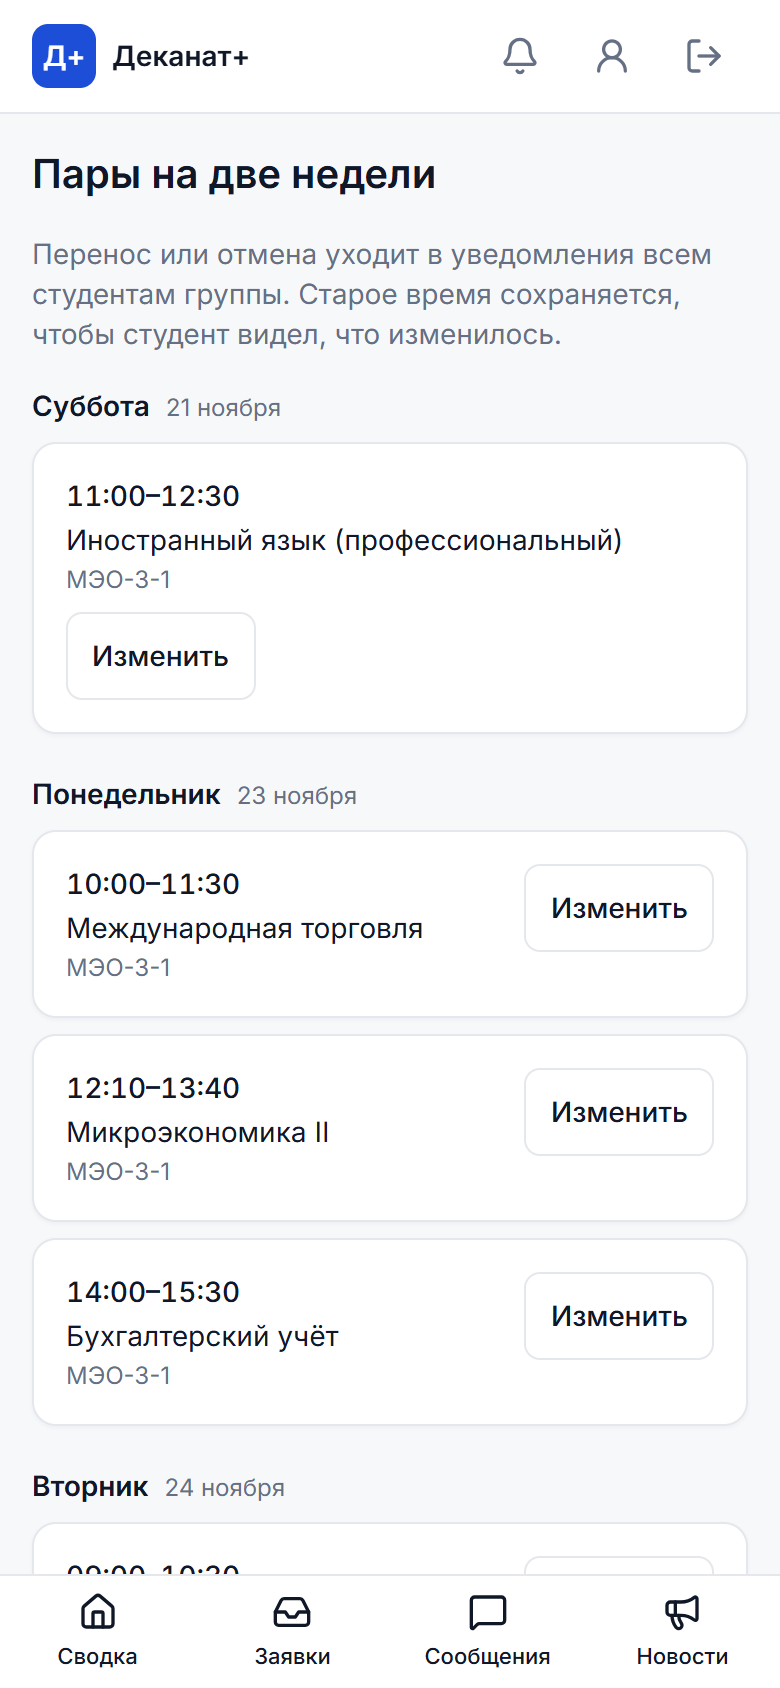 Д+ Деканат+
Пары на две недели
Перенос или отмена уходит в уведомления всем
студентам группы. Старое время сохраняется,
чтобы студент видел, что изменилось.
Суббота 21 ноября
11:00–12:30
Иностранный язык (профессиональный)
МЭО-3-1
Изменить
Понедельник 23 ноября
10:00–11:30
Международная торговля
МЭО-3-1
Изменить
12:10–13:40
Микроэкономика II
МЭО-3-1
Изменить
14:00–15:30
Бухгалтерский учёт
МЭО-3-1
Изменить
Вторник 24 ноября
Сводка Заявки Сообщения Новости